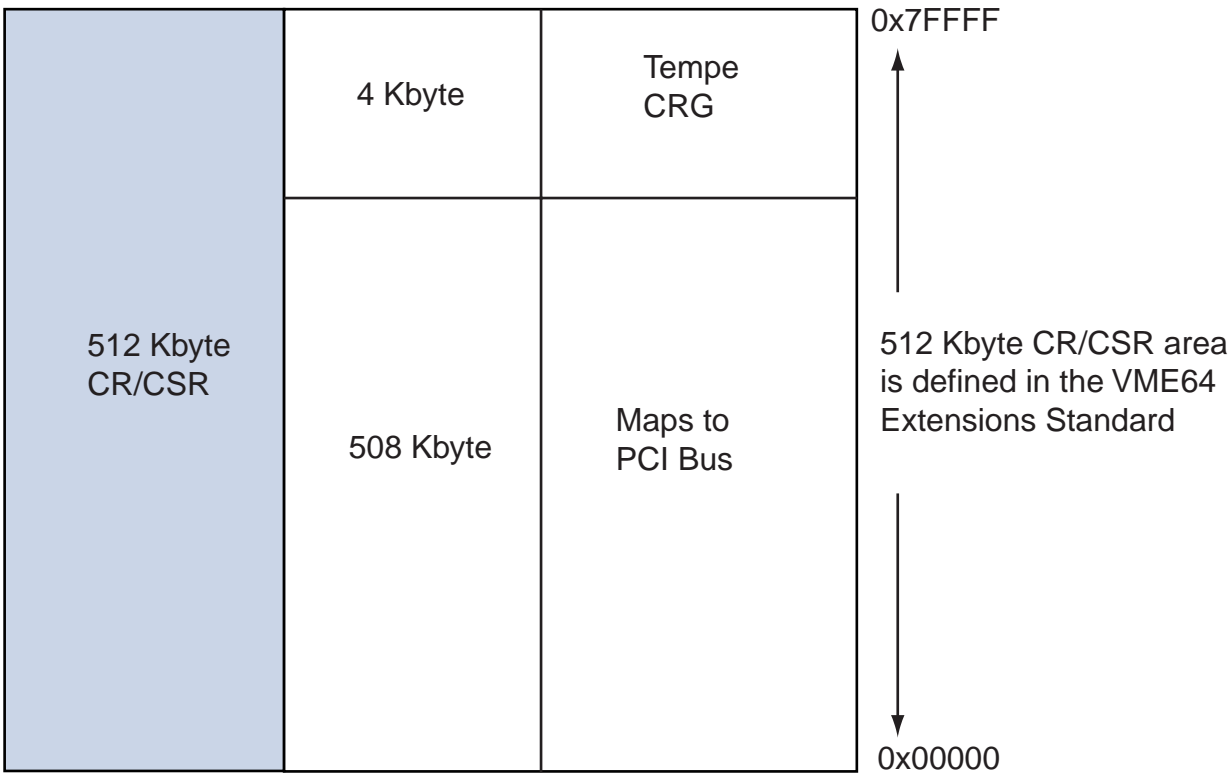 0x7FFFF
4 Kbyte
Tempe
CRG
512 Kbyte
CR/CSR
508 Kbyte
Maps to
PCI Bus
512 Kbyte CR/CSR area
is defined in the VME64
Extensions Standard
0x00000